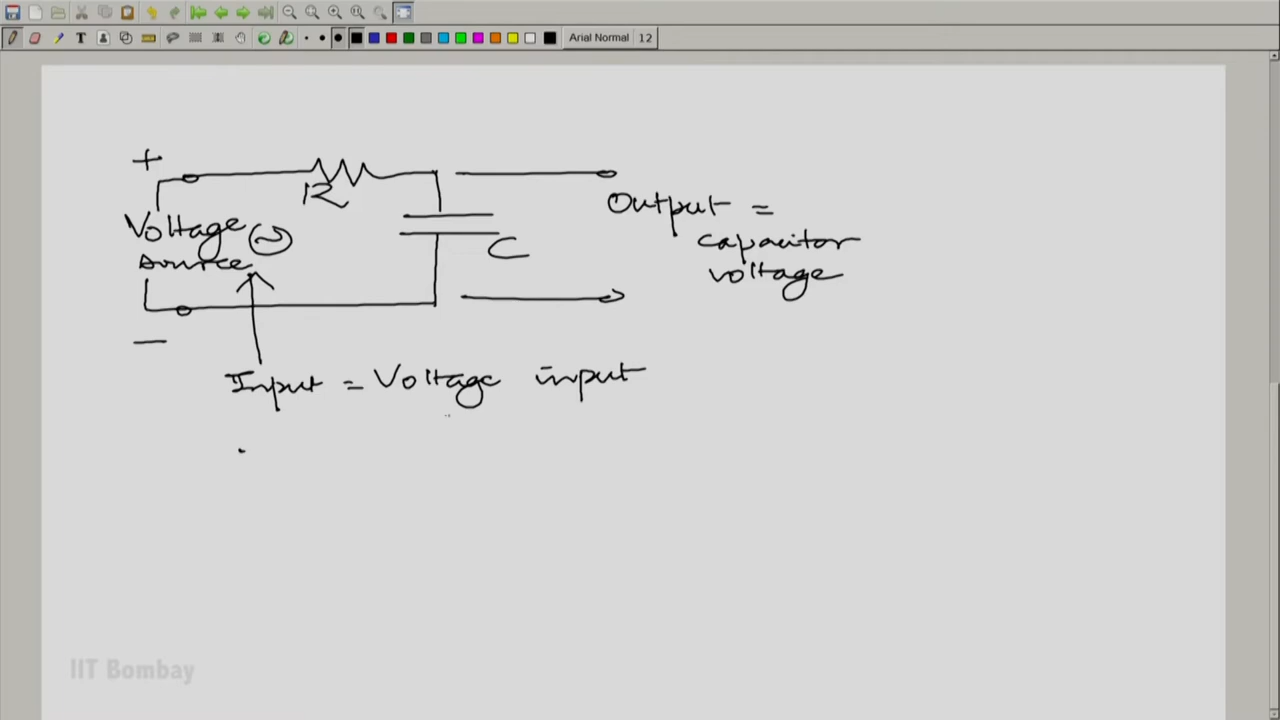 Arial Normal 12
+
R
Voltage
source
Output =
capacitor
voltage
C
−
Input = Voltage input
IIT Bombay